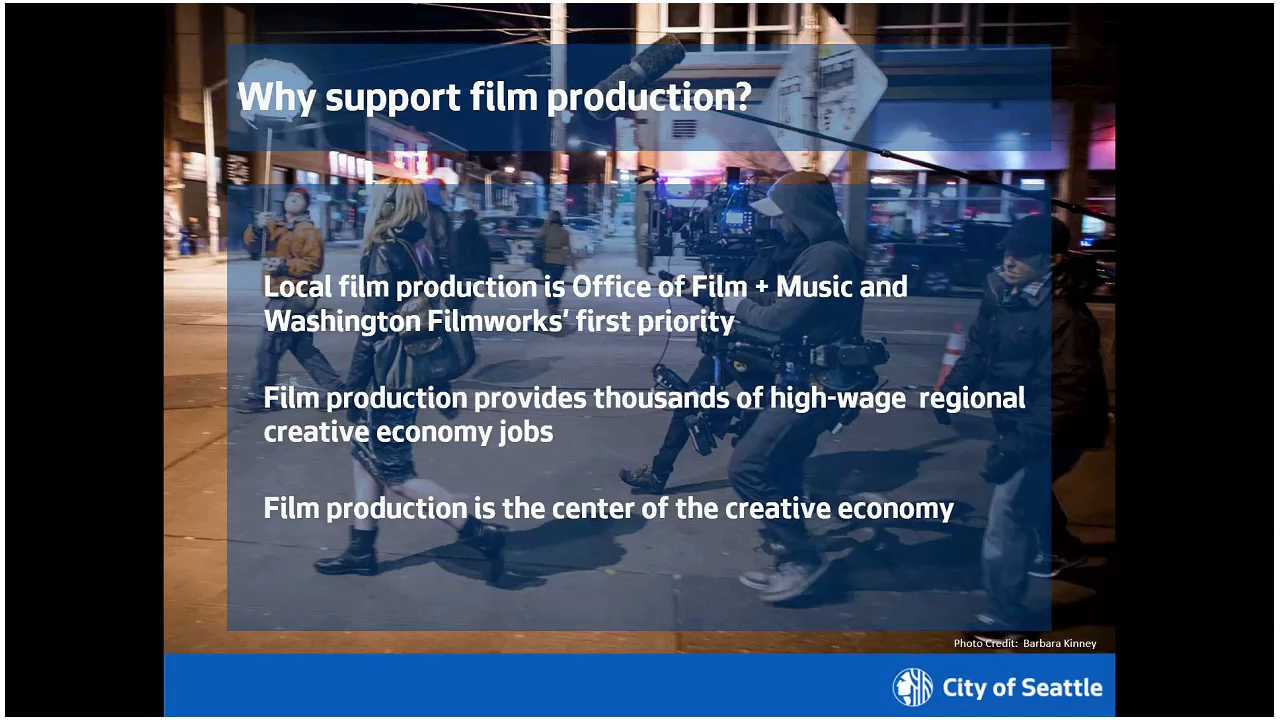 Why support film production?
Local film production is Office of Film + Music and
Washington Filmworks' first priority
Film production provides thousands of high-wage regional
creative economy jobs
Film production is the center of the creative economy
Photo Credit: Barbara Kinney
City of Seattle